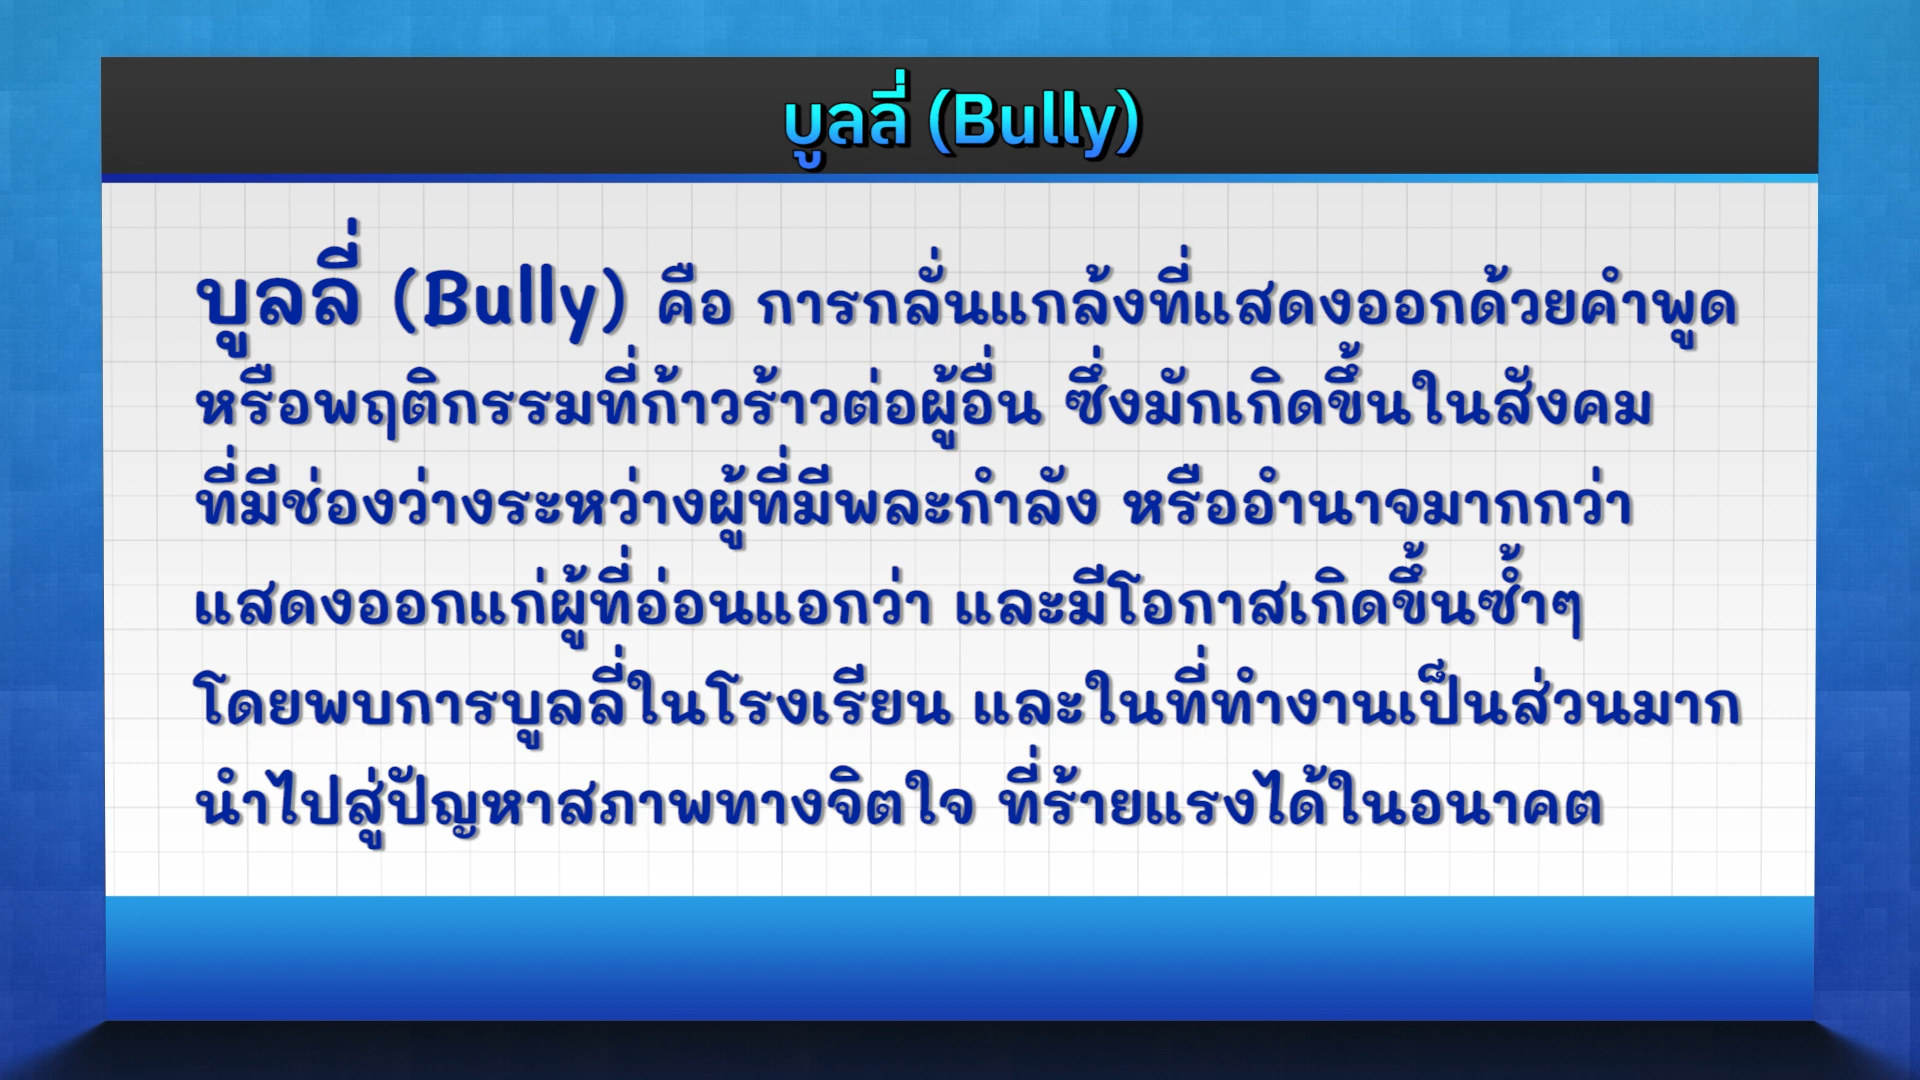 บูลลี่ (Bully)
บูลลี่ (Bully) คือ การกลั่นแกล้งที่แสดงออกด้วยคำพูด
หรือพฤติกรรมที่ก้าวร้าวต่อผู้อื่น ซึ่งมักเกิดขึ้นในสังคม
ที่มีช่องว่างระหว่างผู้ที่มีพละกำลัง หรืออำนาจมากกว่า
แสดงออกแก่ผู้ที่อ่อนแอกว่า และมีโอกาสเกิดขึ้นซ้ำๆ
โดยพบการบูลลี่ในโรงเรียน และในที่ทำงานเป็นส่วนมาก
นำไปสู่ปัญหาสภาพทางจิตใจ ที่ร้ายแรงได้ในอนาคต